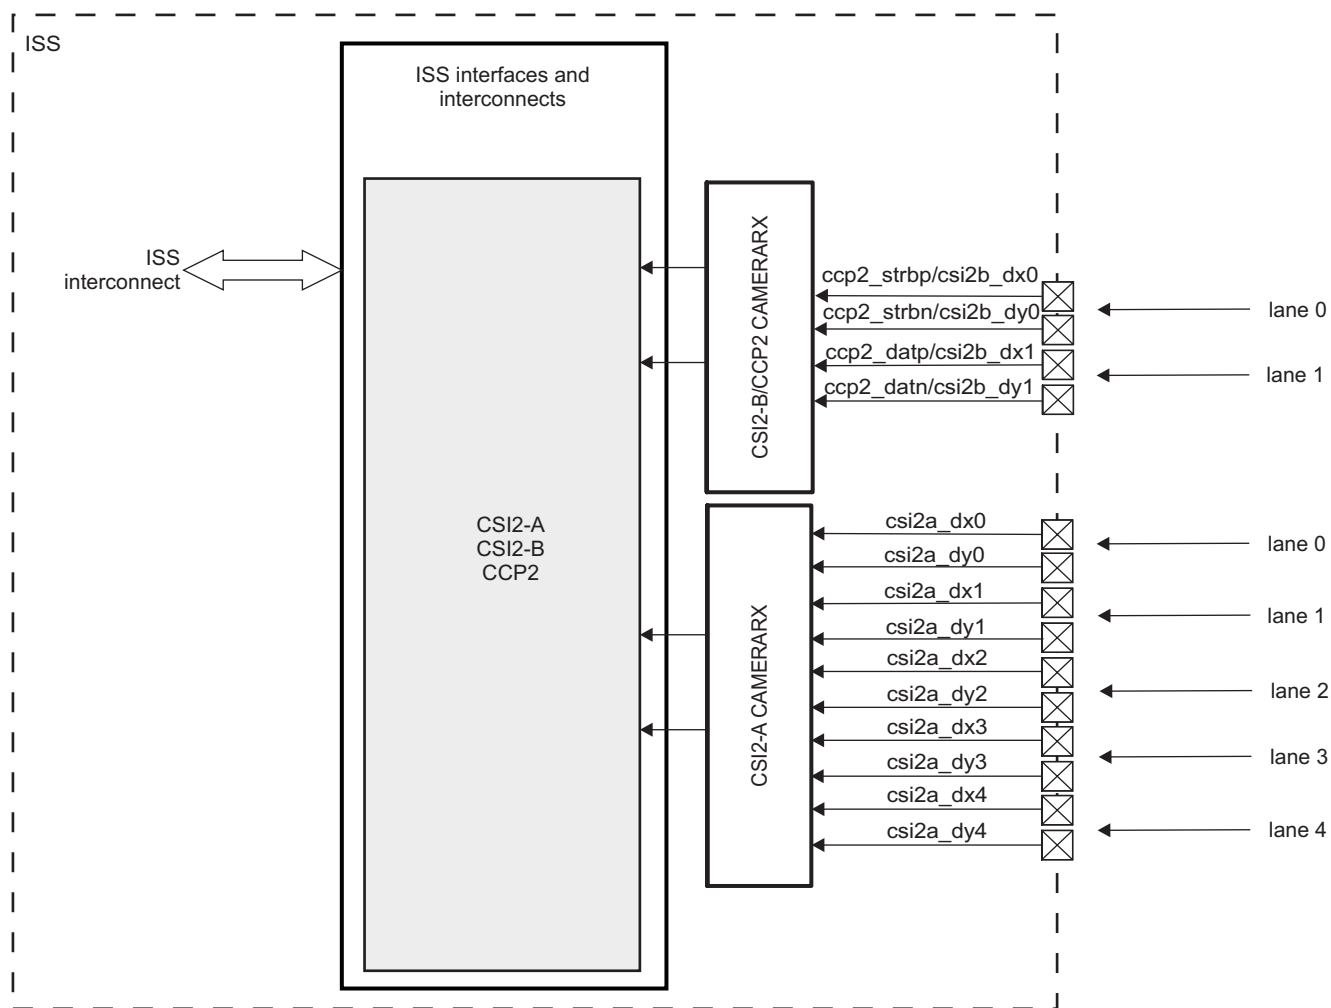 ISS
ISS interfaces and
interconnects
ISS
interconnect
CSI2-A
CSI2-B
CCP2
CSI2-B/CCP2 CAMERARX
ccp2_strbp/csi2b_dx0
ccp2_strbn/csi2b_dy0
ccp2_datp/csi2b_dx1
ccp2_datn/csi2b_dy1
lane 0
lane 1
CSI2-A CAMERARX
csi2a_dx0
csi2a_dy0
csi2a_dx1
csi2a_dy1
csi2a_dx2
csi2a_dy2
csi2a_dx3
csi2a_dy3
csi2a_dx4
csi2a_dy4
lane 0
lane 1
lane 2
lane 3
lane 4